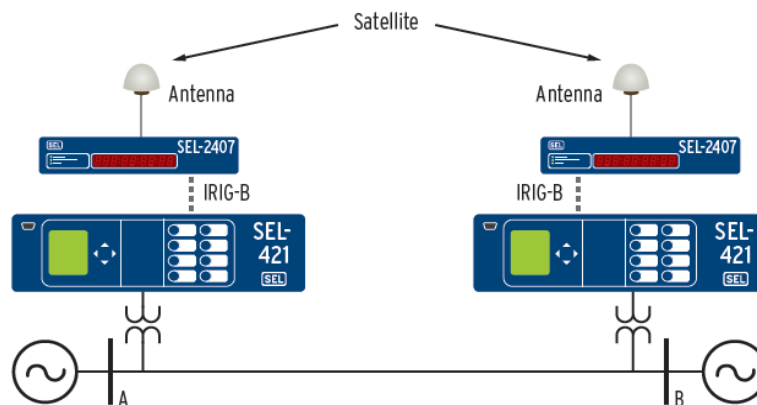 Satellite
Antenna
Antenna
SEL SEL-2407
SEL SEL-2407
IRIG-B
IRIG-B
SEL-
421
SEL
SEL-
421
SEL
A
B